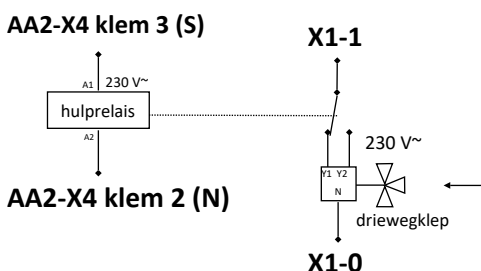 AA2-X4 klem 3 (S)
X1-1
A1 230 V~
hulprelais
A2
230 V~
Y1 Y2
N
AA2-X4 klem 2 (N)
driewegklep
X1-0